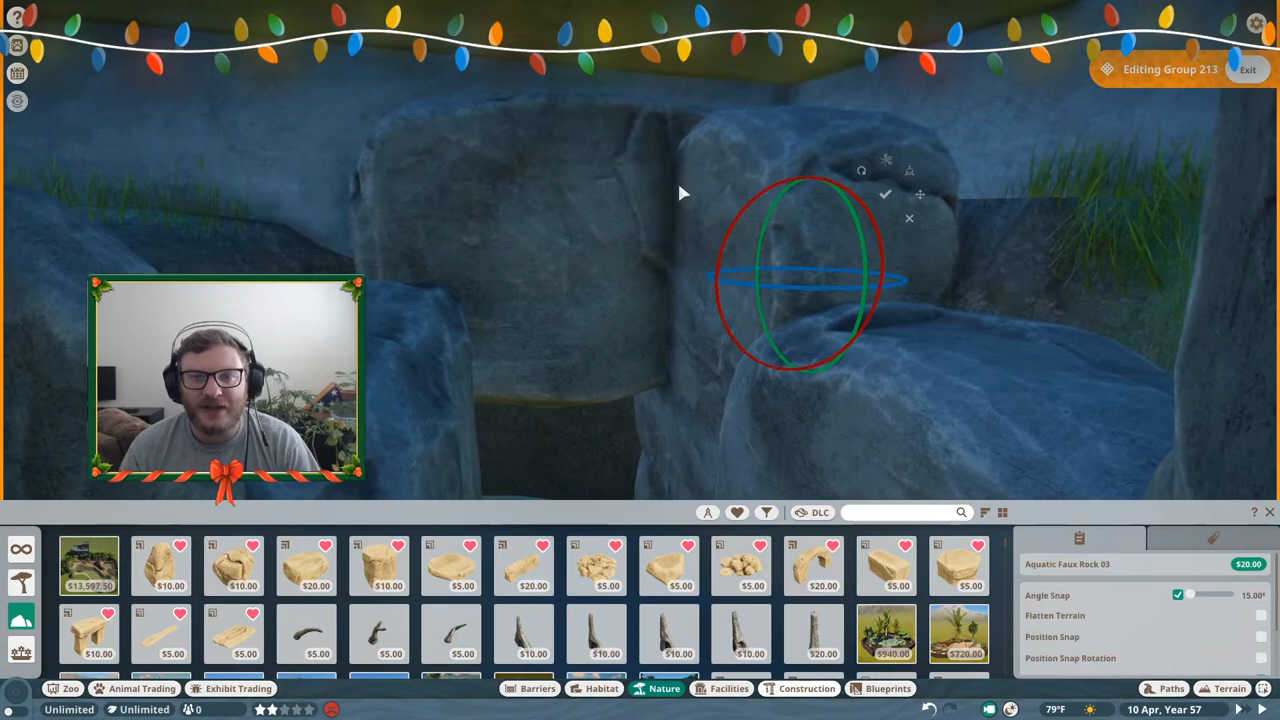 ?
Editing Group 213
Exit
DLC
?
$13,597.50
$10.00
$10.00
$20.00
$10.00
$5.00
$20.00
$5.00
$5.00
$5.00
$20.00
$5.00
$5.00
$10.00
$5.00
$5.00
$5.00
$5.00
$5.00
$10.00
$10.00
$10.00
$10.00
$20.00
$940.00
$720.00
Aquatic Faux Rock 03
$20.00
Angle Snap
15.00°
Flatten Terrain
Position Snap
Position Snap Rotation
Zoo
Animal Trading
Exhibit Trading
Barriers
Habitat
Nature
Facilities
Construction
Blueprints
Paths
Terrain
Unlimited
Unlimited
0
79°F
10 Apr, Year 57